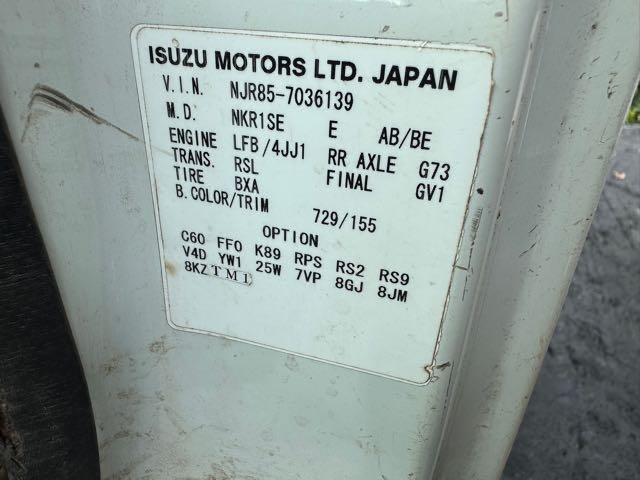 ISUZU MOTORS LTD. JAPAN
V.I.N. NJR85-7036139
M.D. NKR1SE E AB/BE
ENGINE LFB/4JJ1 RR AXLE G73
TRANS. RSL FINAL GV1
TIRE BXA
B.COLOR/TRIM 729/155
OPTION
C60 FF0 K89 RPS RS2 RS9
V4D YW1 25W 7VP 8GJ 8JM
8KZ TMI